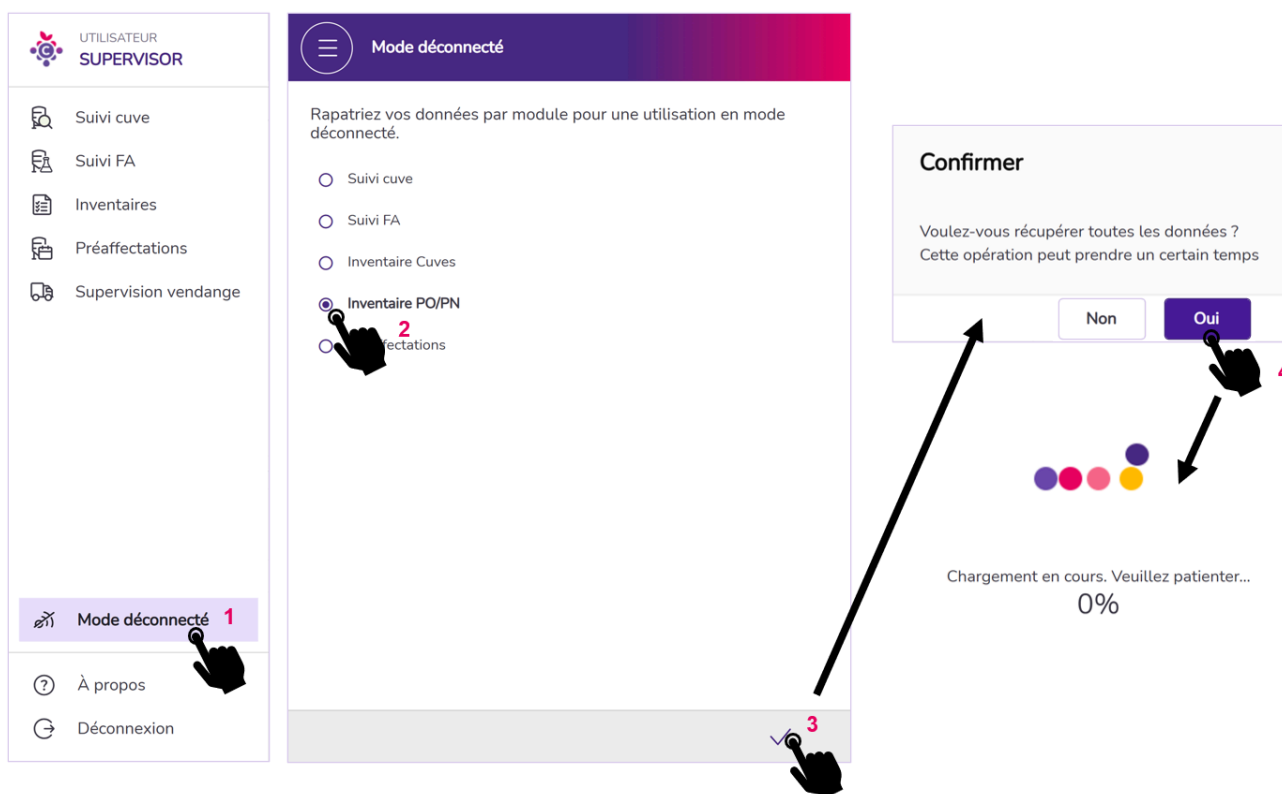 UTILISATEUR
SUPERVISOR
Suivi cuve
Suivi FA
Inventaires
Préaffectations
Supervision vendange
Mode déconnecté 1
À propos
Déconnexion
Mode déconnecté
Rapatriez vos données par module pour une utilisation en mode
déconnecté.
Suivi cuve
Suivi FA
Inventaire Cuves
Inventaire PO/PN
2
fectations
3
Confirmer
Voulez-vous récupérer toutes les données ?
Cette opération peut prendre un certain temps
Non
Oui
Chargement en cours. Veuillez patienter...
0%